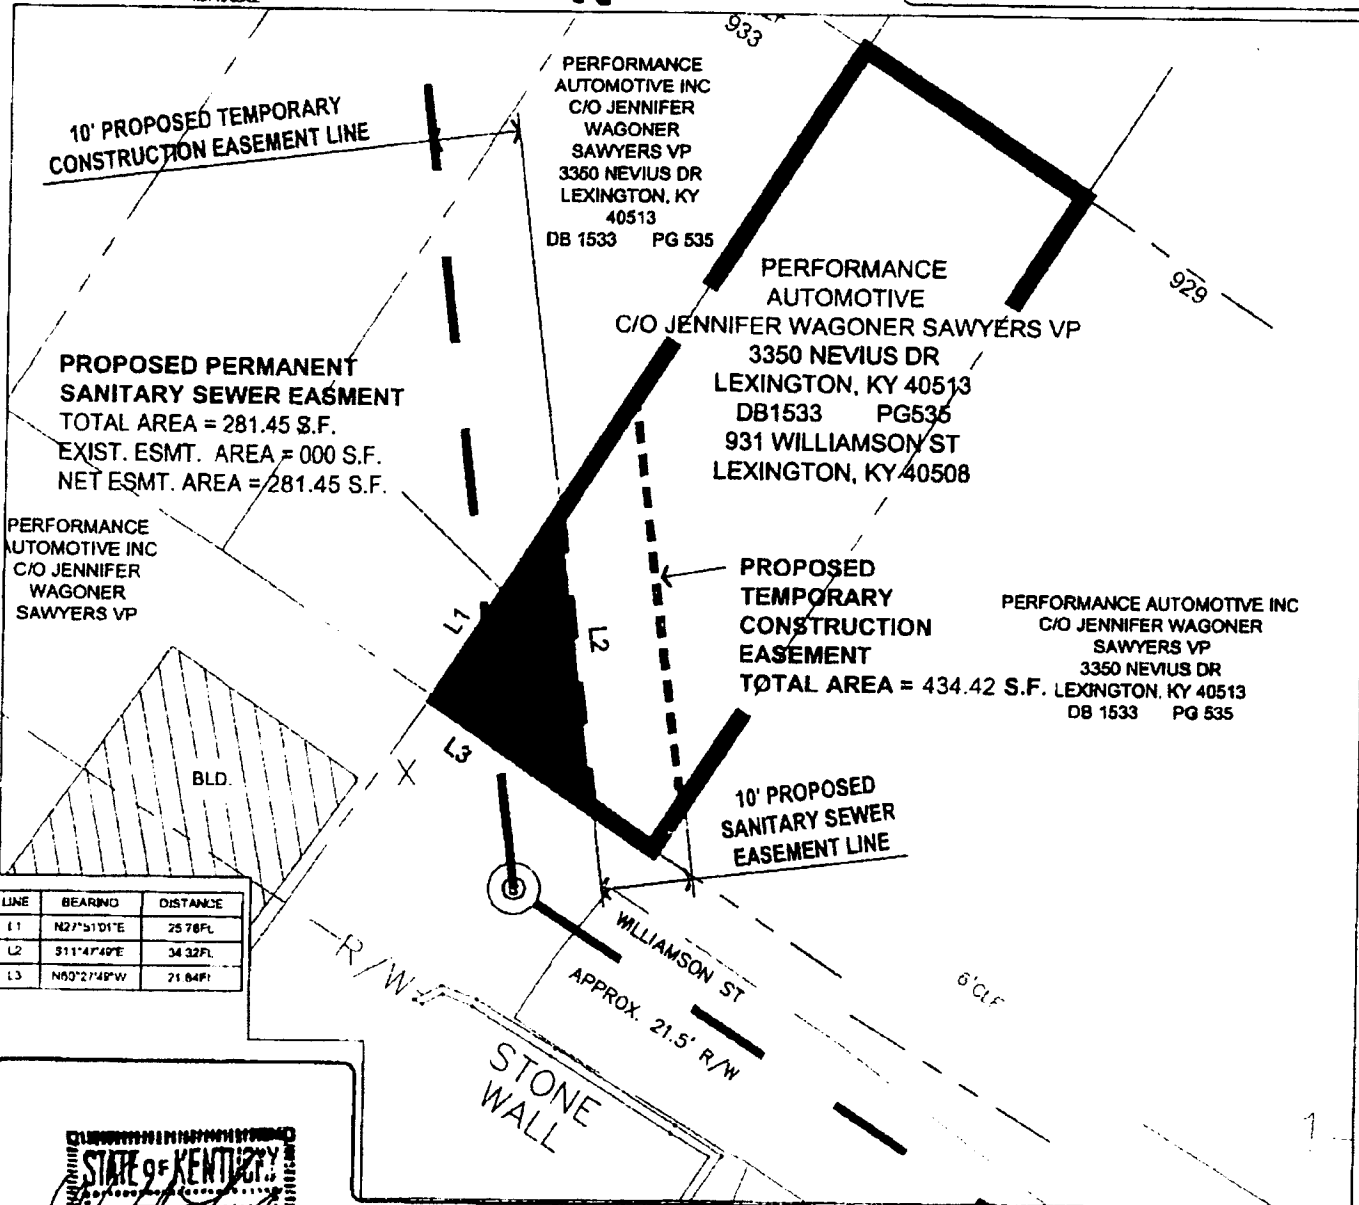 933
10' PROPOSED TEMPORARY
CONSTRUCTION EASEMENT LINE
PERFORMANCE
AUTOMOTIVE INC
C/O JENNIFER
WAGONER
SAWYERS VP
3350 NEVIUS DR
LEXINGTON, KY
40513
DB 1533 PG 535
929
PERFORMANCE
AUTOMOTIVE
C/O JENNIFER WAGONER SAWYERS VP
3350 NEVIUS DR
LEXINGTON, KY 40513
DB1533 PG535
931 WILLIAMSON ST
LEXINGTON, KY 40508
PROPOSED PERMANENT
SANITARY SEWER EASMENT
TOTAL AREA = 281.45 S.F.
EXIST. ESMT. AREA = 000 S.F.
NET ESMT. AREA = 281.45 S.F.
PERFORMANCE
AUTOMOTIVE INC
C/O JENNIFER
WAGONER
SAWYERS VP
L1
L2
L3
PROPOSED
TEMPORARY
CONSTRUCTION
EASEMENT
TOTAL AREA = 434.42 S.F.
PERFORMANCE AUTOMOTIVE INC
C/O JENNIFER WAGONER
SAWYERS VP
3350 NEVIUS DR
LEXINGTON, KY 40513
DB 1533 PG 535
BLD.
X
10' PROPOSED
SANITARY SEWER
EASEMENT LINE
LINE BEARING DISTANCE
L1 N27°51'01"E 25.76Ft.
L2 S11°47'49"E 34.32Ft.
L3 N60°27'49"W 21.84Ft
R/W
WILLIAMSON ST
APPROX. 21.5' R/W
6' CLF
STONE
WALL
1
STATE OF KENTUCKY